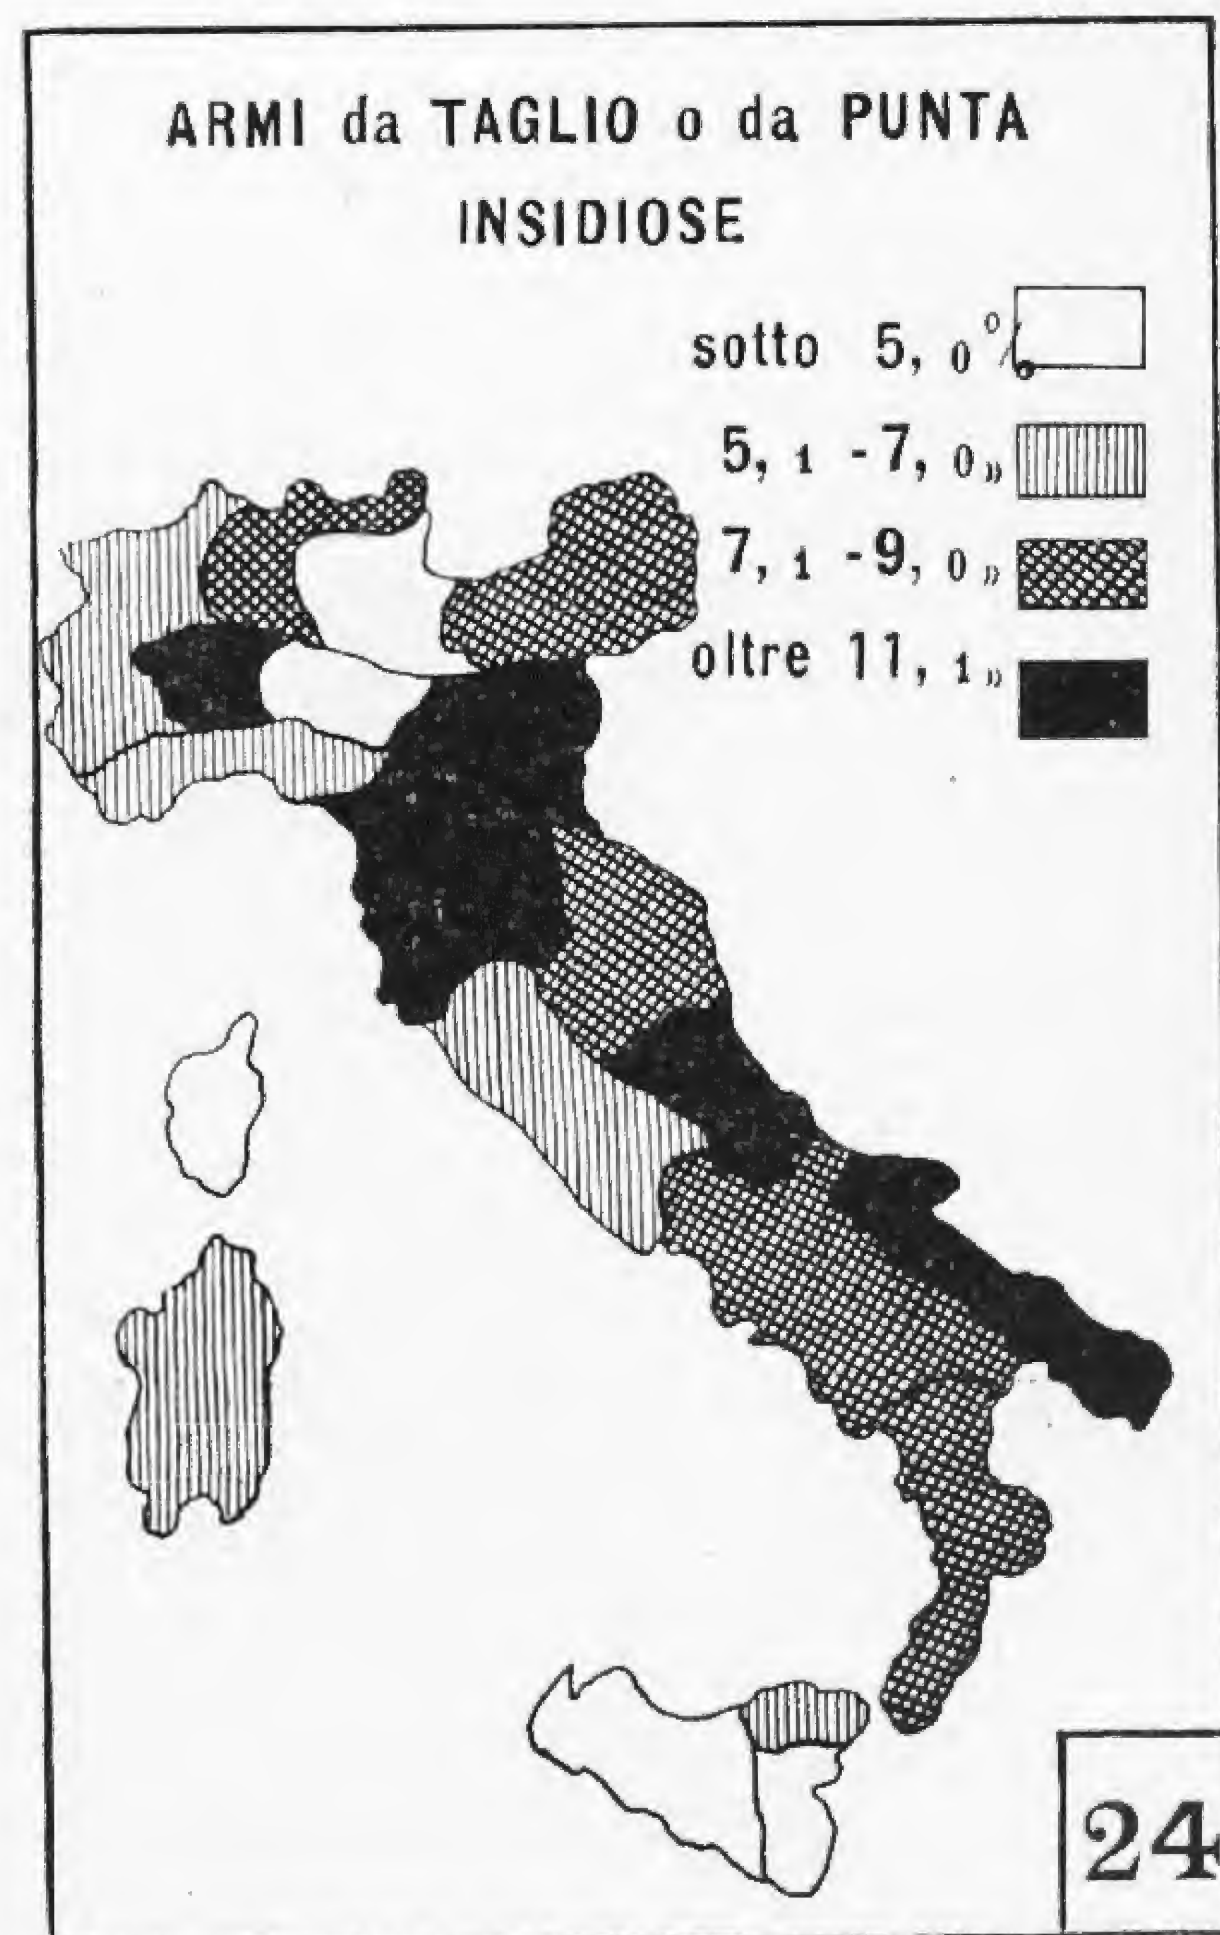 ARMI da TAGLIO o da PUNTA
INSIDIOSE
sotto 5, 0 %
5, 1 - 7, 0 »
7, 1 - 9, 0 »
oltre 11, 1 »
24